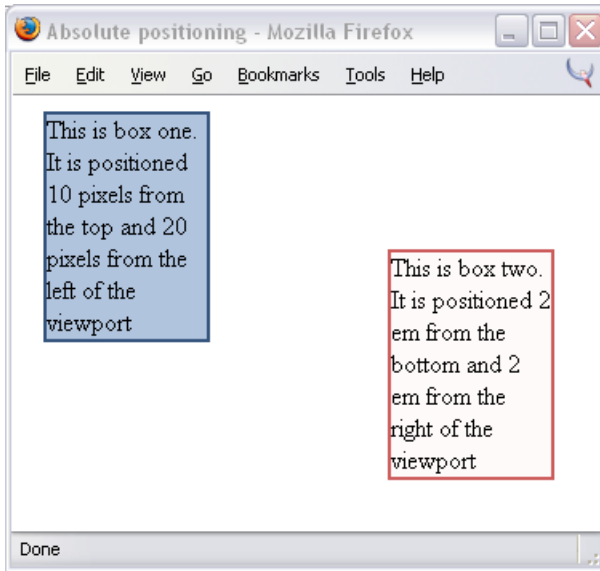 Absolute positioning - Mozilla Firefox
File Edit View Go Bookmarks Tools Help
This is box one.
It is positioned
10 pixels from
the top and 20
pixels from the
left of the
viewport
This is box two.
It is positioned 2
em from the
bottom and 2
em from the
right of the
viewport
Done